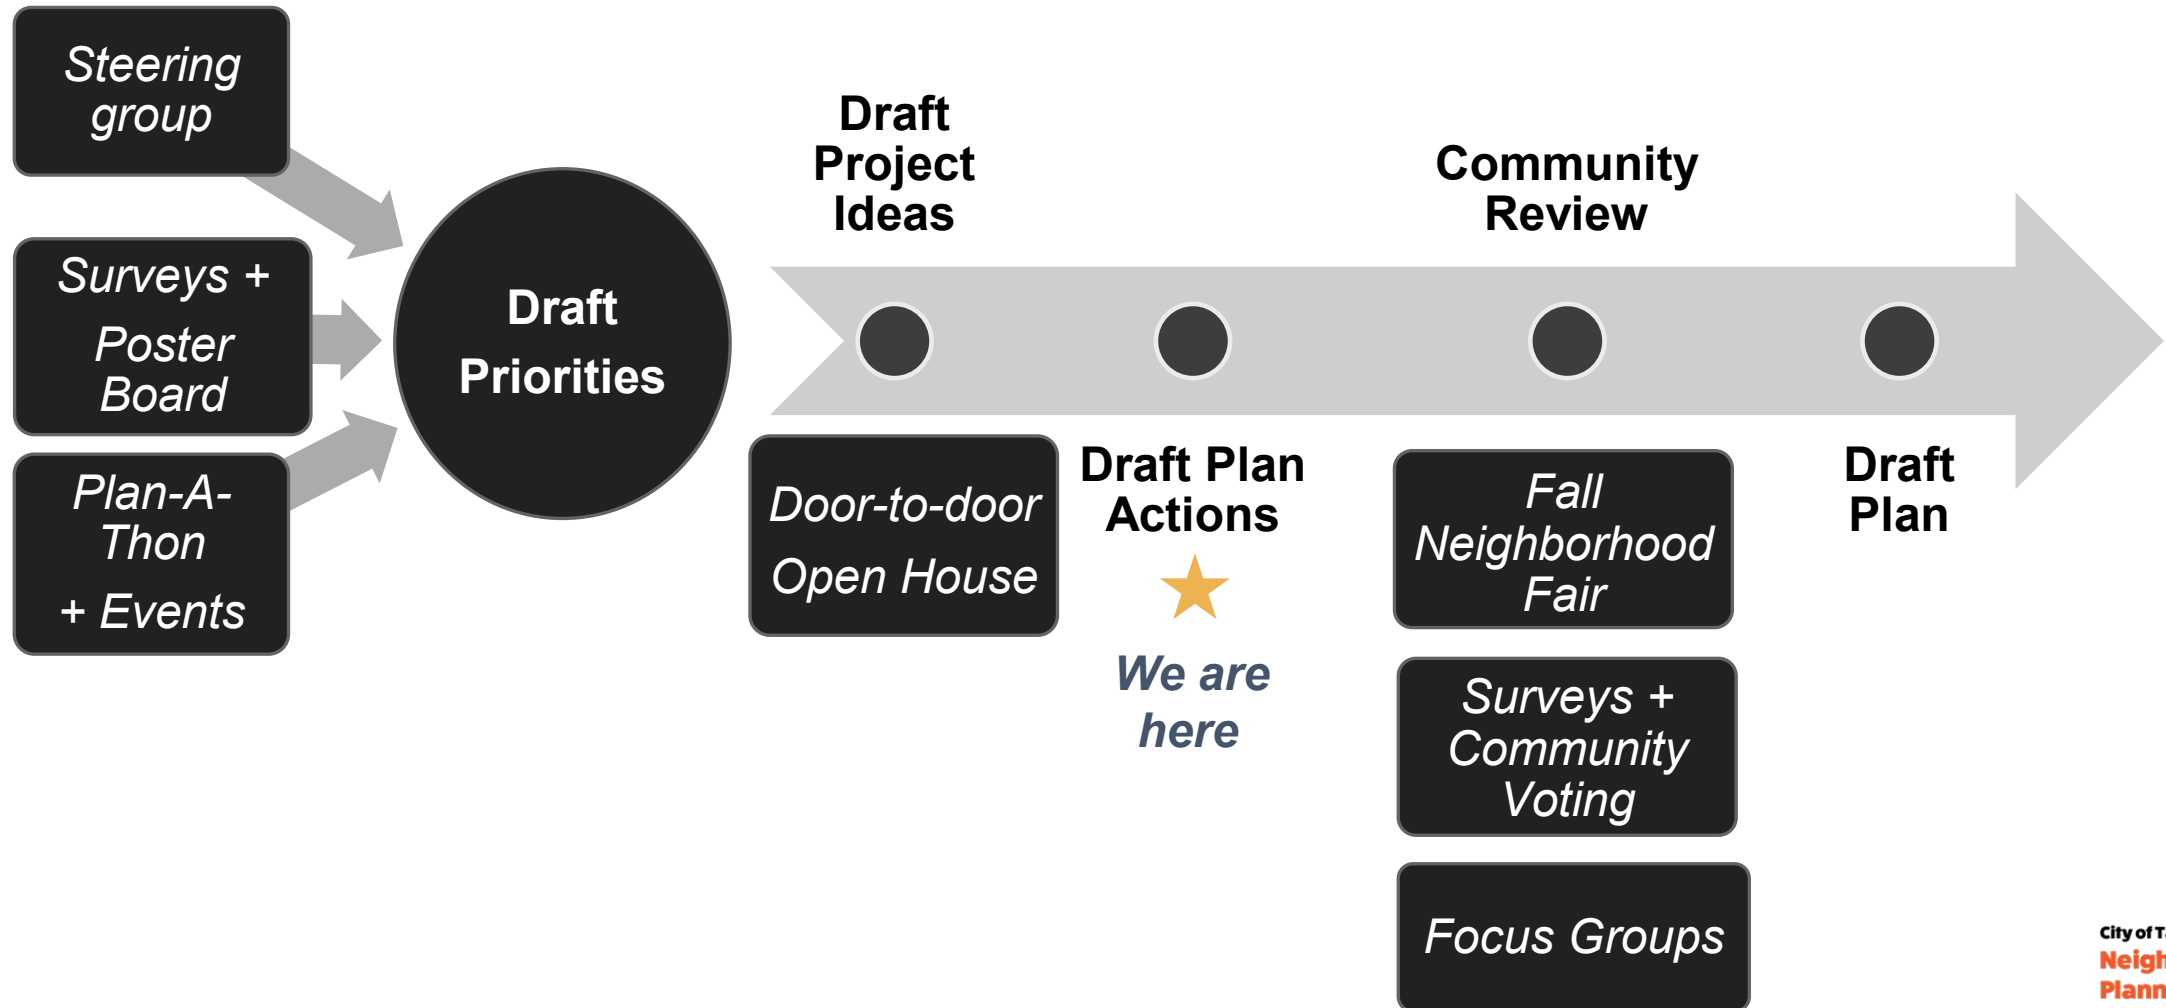 Steering
group
Surveys +
Poster
Board
Plan-A-
Thon
+ Events
Draft
Priorities
Draft
Project
Ideas
Door-to-door
Open House
Draft Plan
Actions
We are
here
Community
Review
Fall
Neighborhood
Fair
Surveys +
Community
Voting
Focus Groups
Draft
Plan
City of T
Neigh
Plann